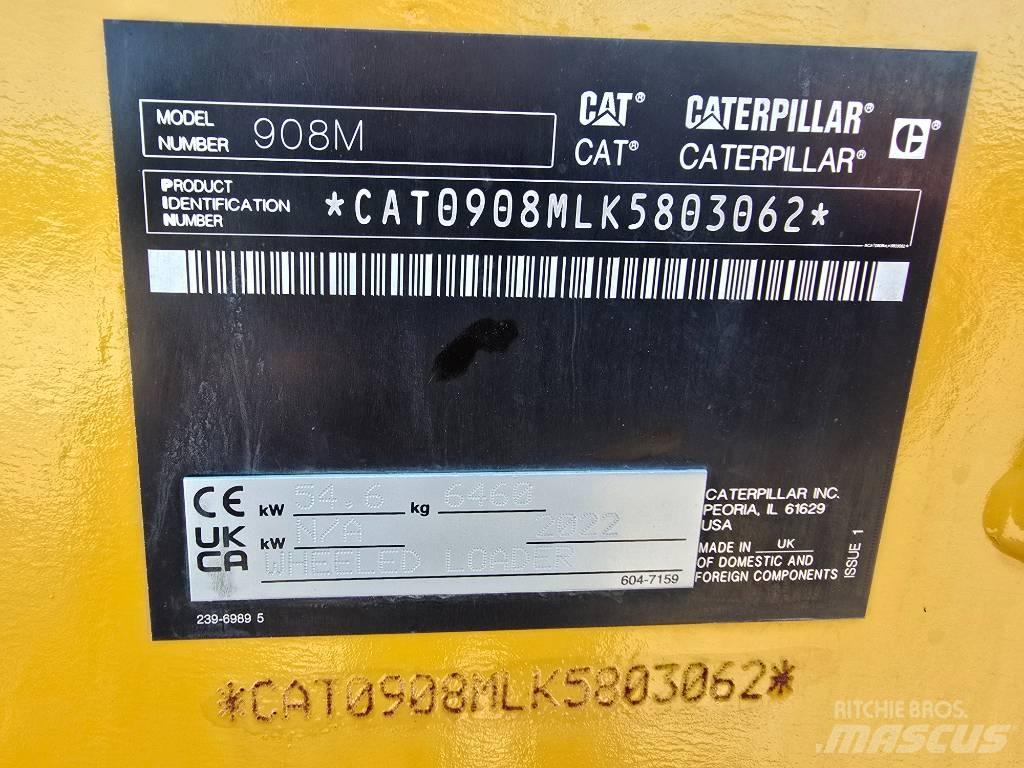 MODEL NUMBER 908M
CAT® CATERPILLAR®
CAT® CATERPILLAR®
PRODUCT
IDENTIFICATION
NUMBER
*CAT0908MLK5803062*
CE kW 54.6 kg 6460
UKCA kW N/A 2022
WHEELED LOADER
604-7159
CATERPILLAR INC.
PEORIA, IL 61629
USA
MADE IN UK
OF DOMESTIC AND
FOREIGN COMPONENTS
ISSUE 1
239-6989 5
*CAT0908MLK5803062*
RITCHIE BROS.
MASCUS